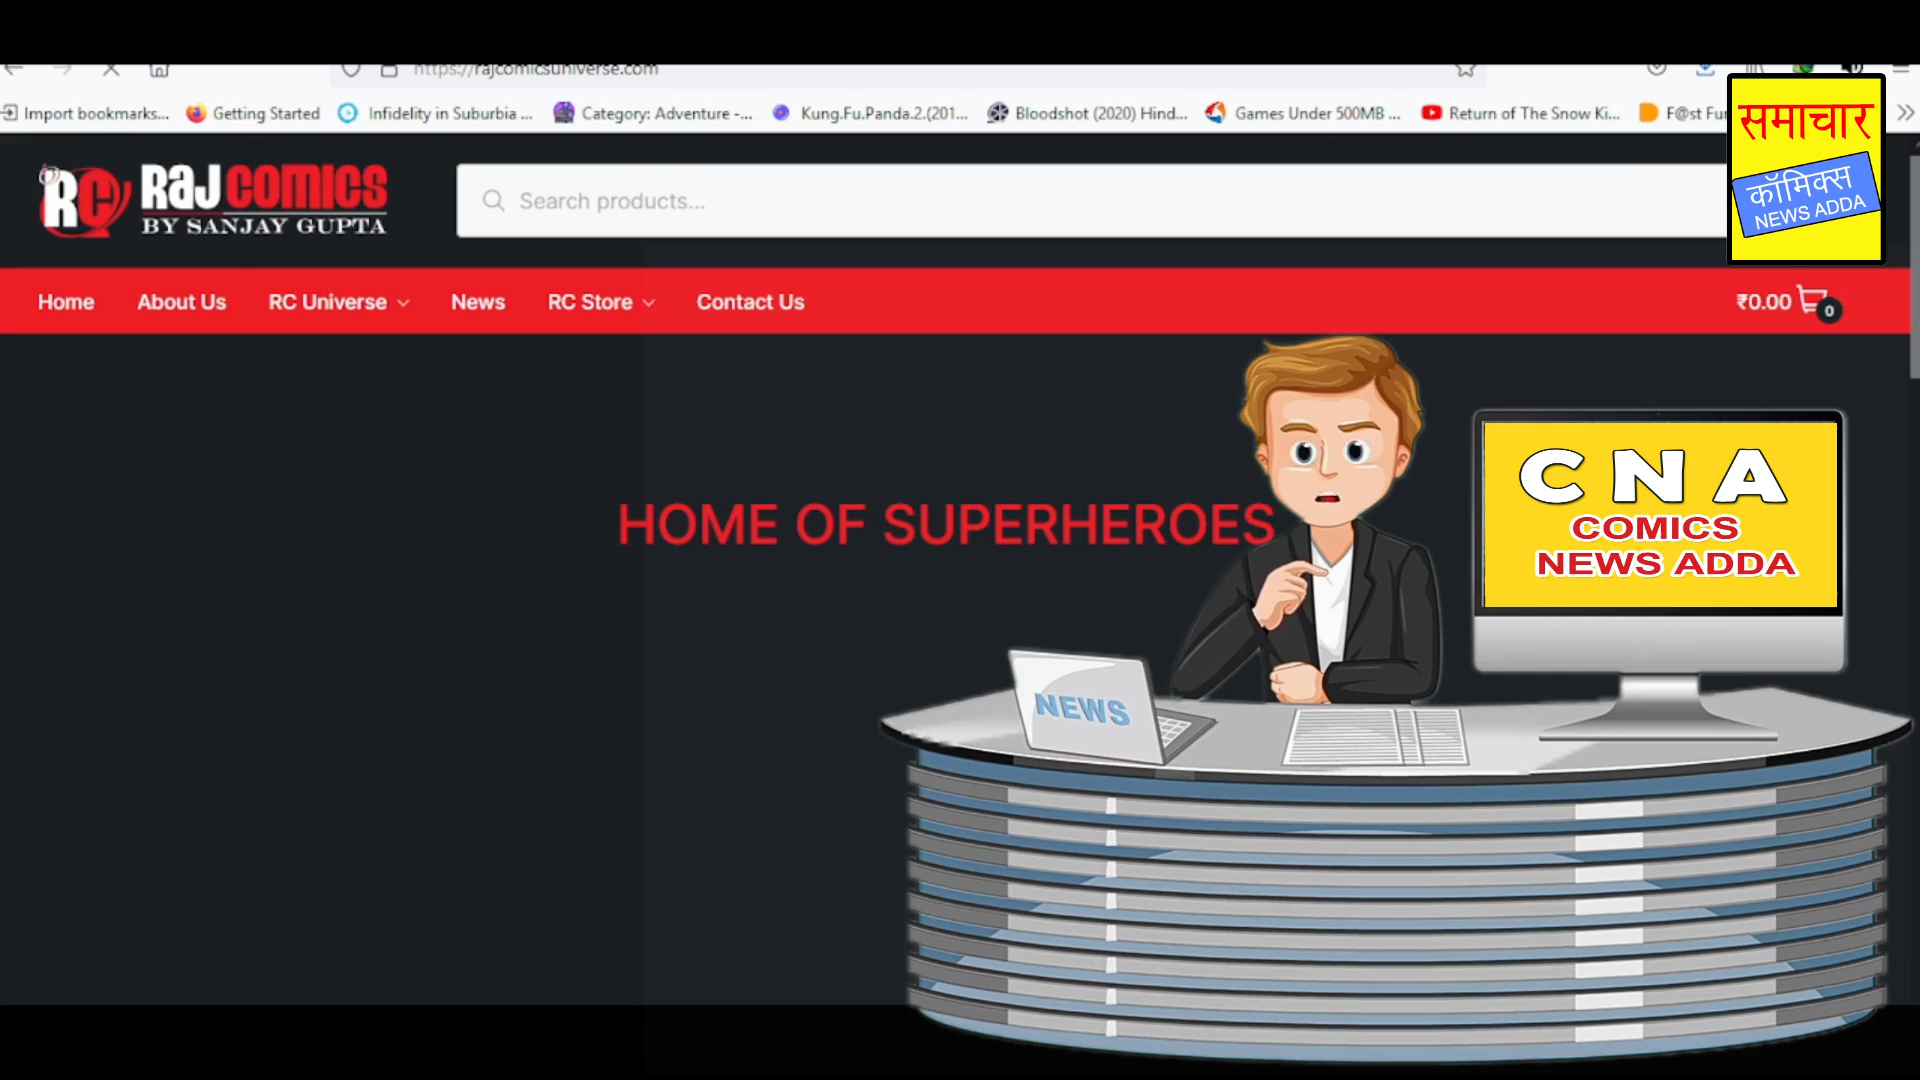 https://rajcomicsuniverse.com
Import bookmarks... Getting Started Infidelity in Suburbia ... Category: Adventure -... Kung.Fu.Panda.2.(201... Bloodshot (2020) Hind... Games Under 500MB ... Return of The Snow Ki... F@st Fu
समाचार
कॉमिक्स
NEWS ADDA
RC RAJ COMICS
BY SANJAY GUPTA
Search products...
Home About Us RC Universe News RC Store Contact Us ₹0.00 0
HOME OF SUPERHEROES
CNA
COMICS
NEWS ADDA
NEWS